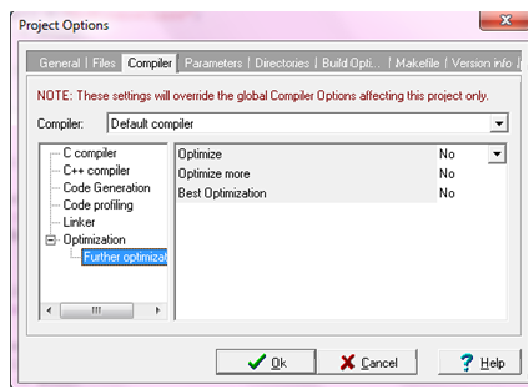 Project Options
General Files Compiler Parameters Directories Build Opti... Makefile Version info
NOTE: These settings will override the global Compiler Options affecting this project only.
Compiler: Default compiler
C compiler
C++ compiler
Code Generation
Code profiling
Linker
Optimization
Further optimizat
Optimize No
Optimize more No
Best Optimization No
Ok Cancel Help